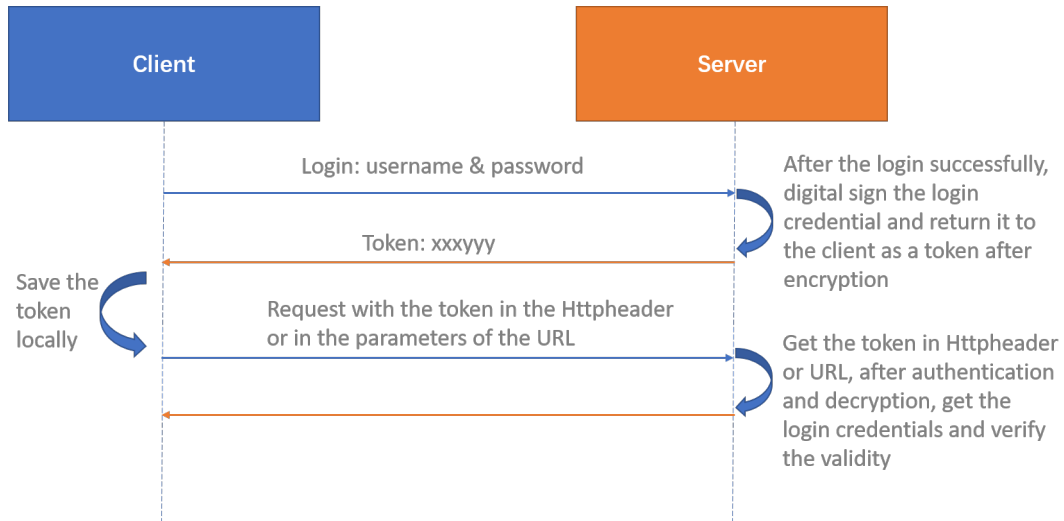 Client
Server
Login: username & password
After the login successfully,
digital sign the login
credential and return it to
the client as a token after
encryption
Token: xxxyyy
Save the
token
locally
Request with the token in the Httpheader
or in the parameters of the URL
Get the token in Httpheader
or URL, after authentication
and decryption, get the
login credentials and verify
the validity